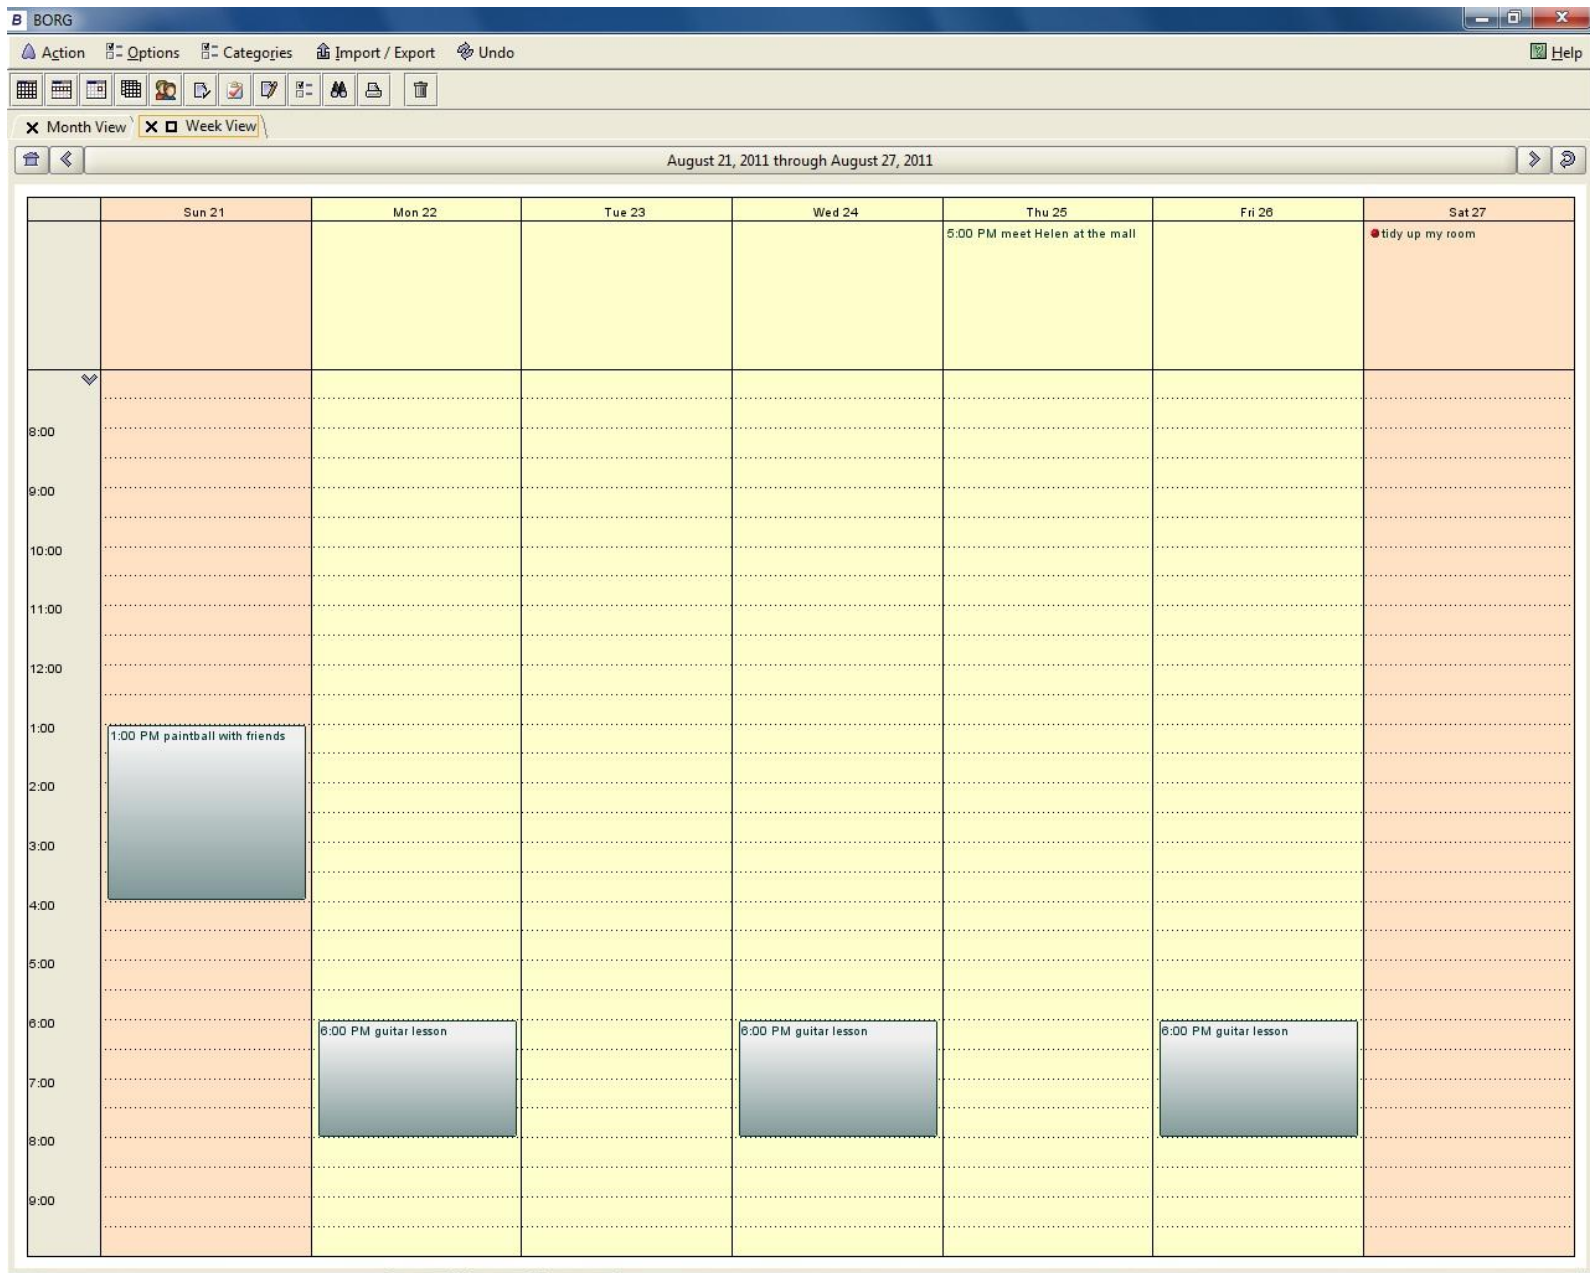 B BORG
Action Options Categories Import / Export Undo Help
Month View Week View
August 21, 2011 through August 27, 2011
Sun 21 Mon 22 Tue 23 Wed 24 Thu 25 Fri 26 Sat 27
5:00 PM meet Helen at the mall
tidy up my room
8:00
9:00
10:00
11:00
12:00
1:00
1:00 PM paintball with friends
2:00
3:00
4:00
5:00
6:00
6:00 PM guitar lesson
6:00 PM guitar lesson
6:00 PM guitar lesson
7:00
8:00
9:00